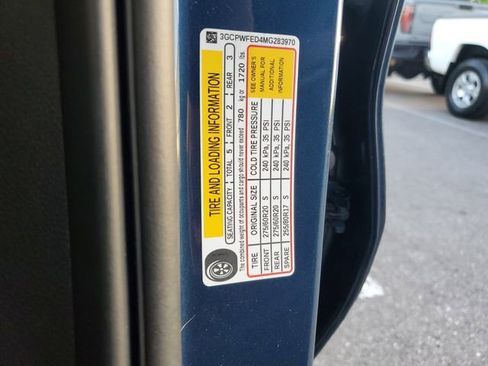 3GCPWFED4MG283970
TIRE AND LOADING INFORMATION
SEATING CAPACITY TOTAL 5 FRONT 2 REAR 3
The combined weight of occupants and cargo should never exceed 780 kg or 1720 lbs.
TIRE ORIGINAL SIZE COLD TIRE PRESSURE
FRONT 275/60R20 S 240 kPa, 35 PSI
REAR 275/60R20 S 240 kPa, 35 PSI
SPARE 255/80R17 S 240 kPa, 35 PSI
SEE OWNER'S
MANUAL FOR
ADDITIONAL
INFORMATION